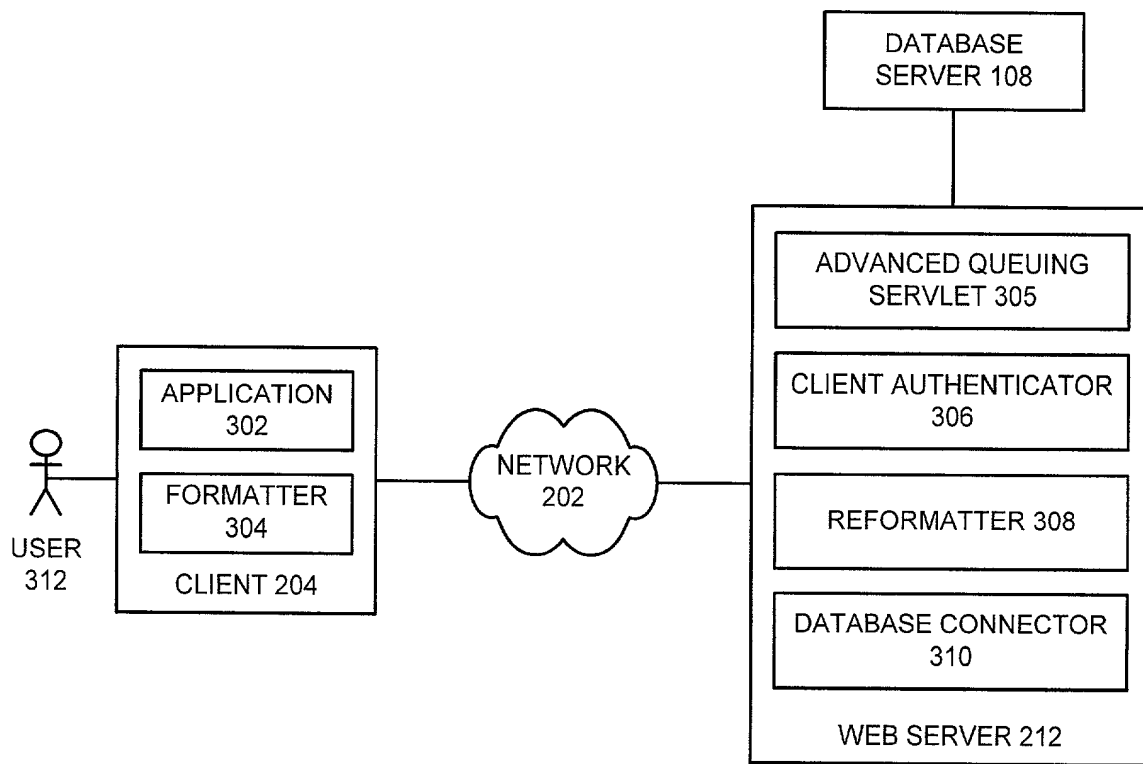 DATABASE
SERVER 108
ADVANCED QUEUING
SERVLET 305
CLIENT AUTHENTICATOR
306
REFORMATTER 308
DATABASE CONNECTOR
310
WEB SERVER 212
NETWORK
202
APPLICATION
302
FORMATTER
304
CLIENT 204
USER
312